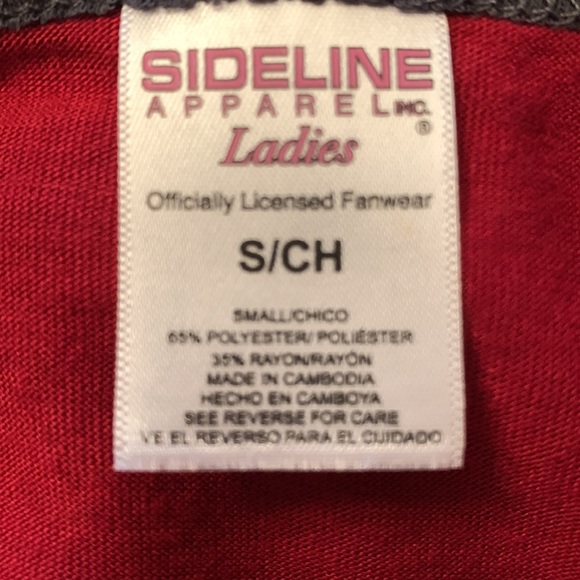 SIDELINE
APPAREL INC.
®
Ladies
Officially Licensed Fanwear
S/CH
SMALL/CHICO
65% POLYESTER/ POLIÉSTER
35% RAYON/RAYÓN
MADE IN CAMBODIA
HECHO EN CAMBOYA
SEE REVERSE FOR CARE
VE EL REVERSO PARA EL CUIDADO